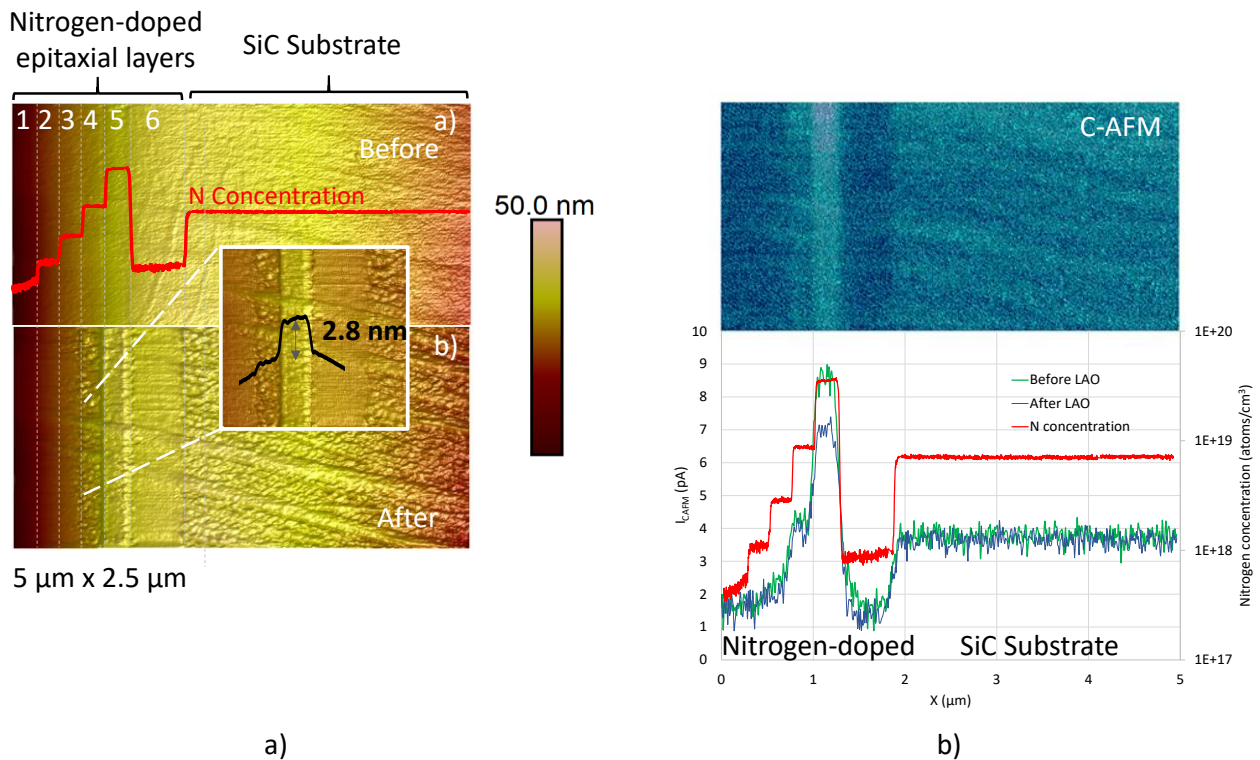 Nitrogen-doped
epitaxial layers
SiC Substrate
1 2 3 4 5 6
a)
Before
N Concentration
50.0 nm
2.8 nm
b)
After
5 µm x 2.5 µm
a)
C-AFM
10
9
8
7
6
5
4
3
2
1
0
I_CAFM (pA)
1E+20
1E+19
1E+18
1E+17
Nitrogen concentration (atoms/cm³)
Before LAO
After LAO
N concentration
Nitrogen-doped
SiC Substrate
0 1 2 3 4 5
X (µm)
b)